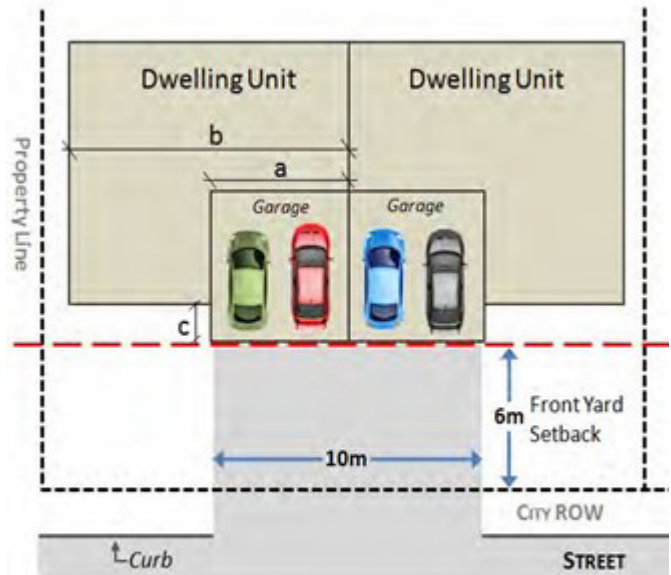 Dwelling Unit
Dwelling Unit
b
a
Property Line
Garage
Garage
c
6m
Front Yard
Setback
10m
CITY ROW
Curb
STREET